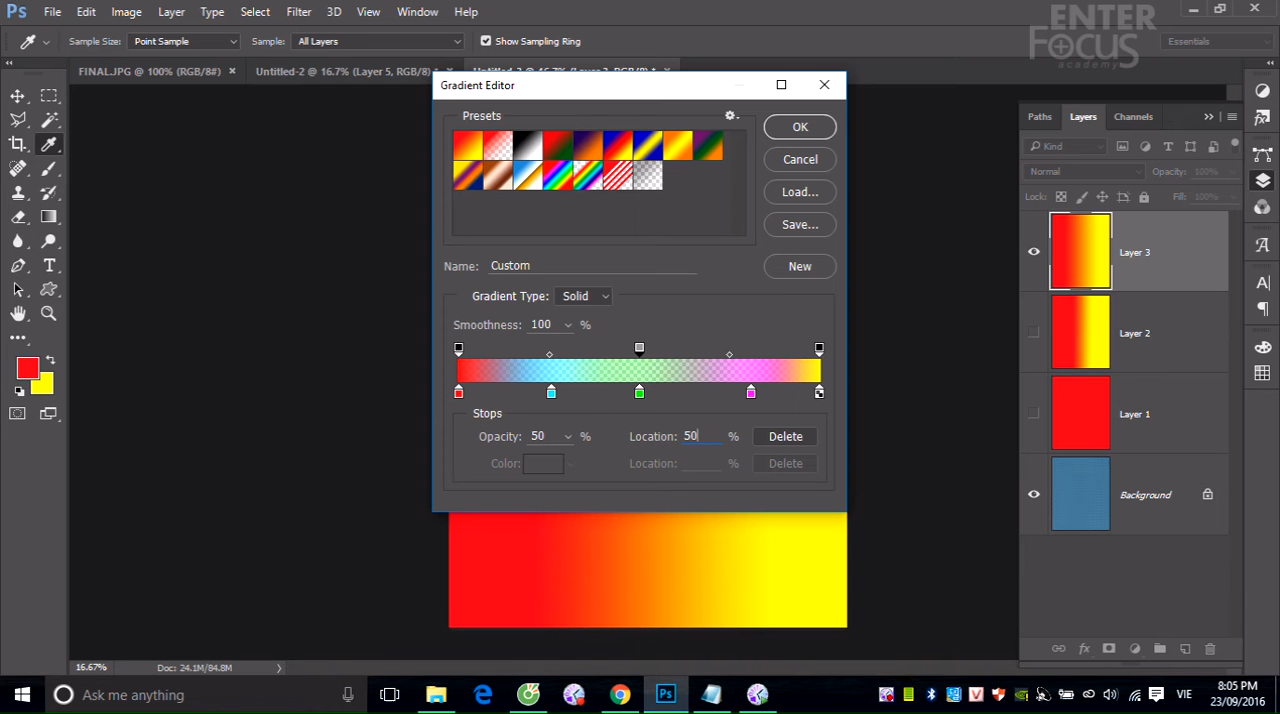 Ps File Edit Image Layer Type Select Filter 3D View Window Help
ENTER
FOCUS
academy
Sample Size: Point Sample Sample: All Layers Show Sampling Ring Essentials
FINAL.JPG @ 100% (RGB/8#) × Untitled-2 @ 16.7% (Layer 5, RGB/8) *
Gradient Editor
Presets
OK
Cancel
Load...
Save...
Name: Custom
New
Gradient Type: Solid
Smoothness: 100 %
Stops
Opacity: 50 % Location: 50 % Delete
Color: Location: % Delete
Paths Layers Channels
Kind
Normal Opacity: 100%
Lock: Fill: 100%
Layer 3
Layer 2
Layer 1
Background
16.67% Doc: 24.1M/84.8M
Ask me anything
Ps
VIE
8:05 PM
23/09/2016